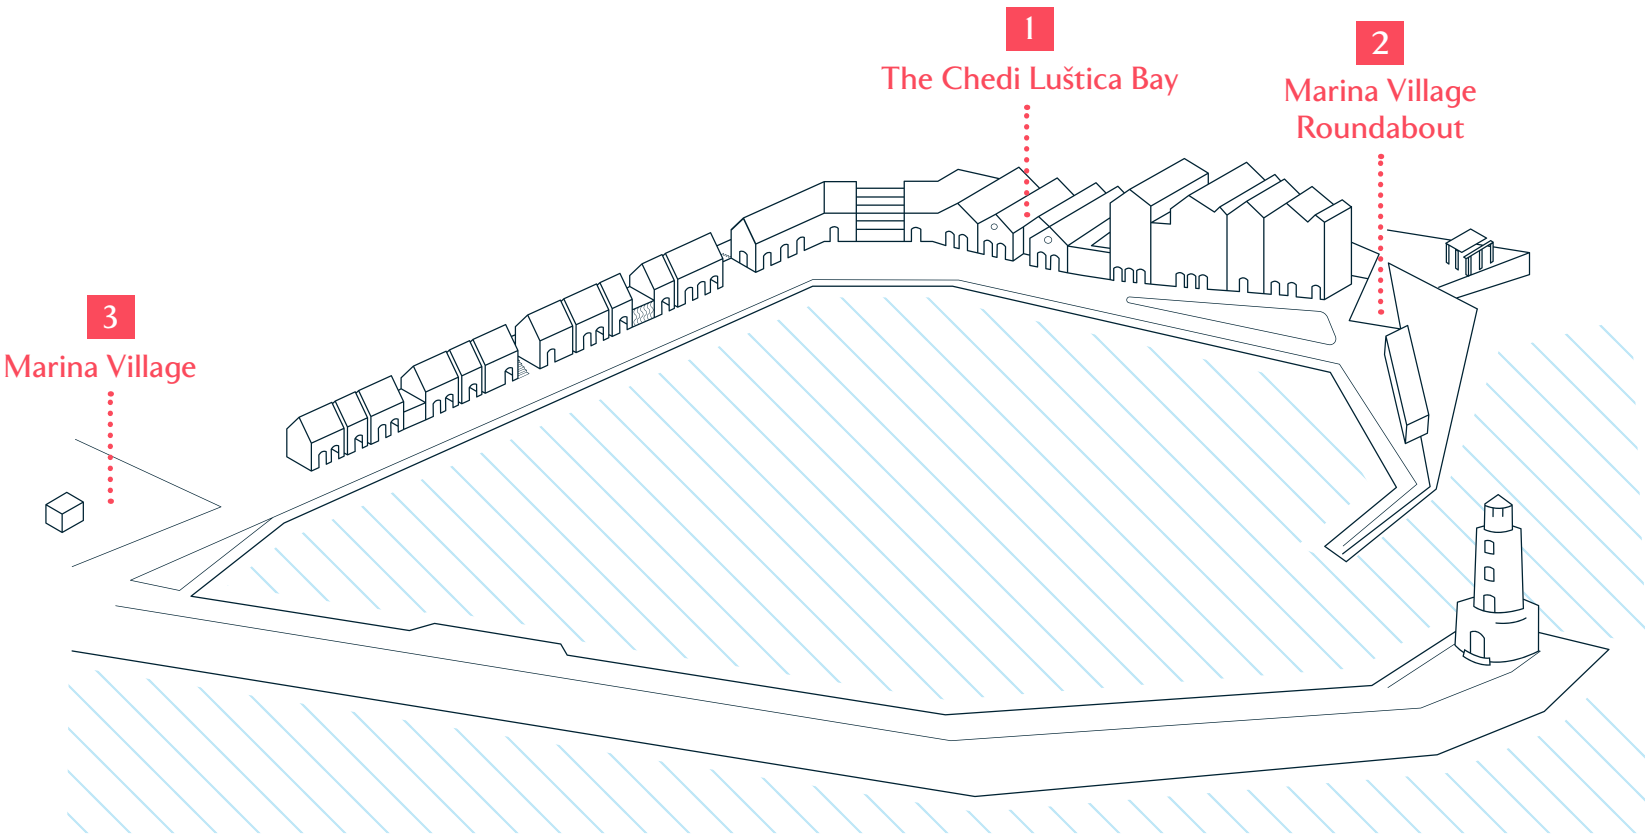 1
The Chedi Luštica Bay
2
Marina Village
Roundabout
3
Marina Village